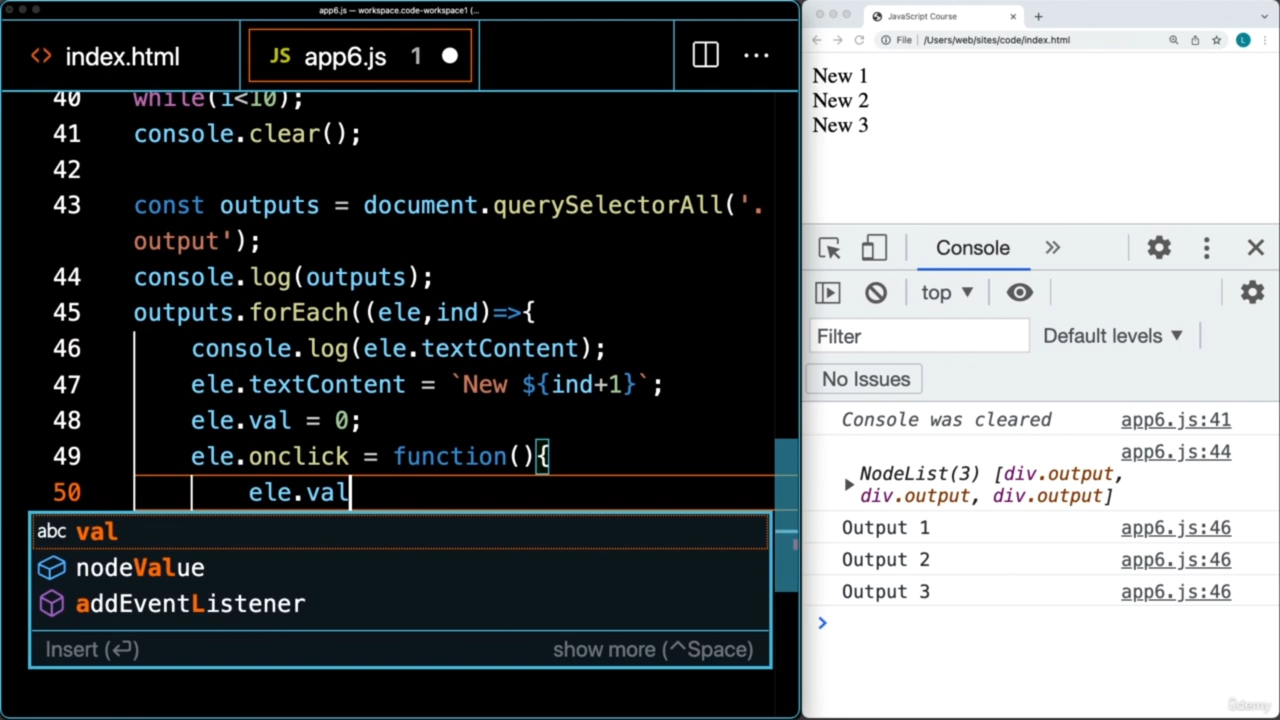 app6.js — workspace.code-workspace1 (...
index.html
JS app6.js 1
40 while(i<10);
41 console.clear();
42
43 const outputs = document.querySelectorAll('.
output');
44 console.log(outputs);
45 outputs.forEach((ele,ind)=>{
46 console.log(ele.textContent);
47 ele.textContent = `New ${ind+1}`;
48 ele.val = 0;
49 ele.onclick = function(){
50 ele.val
abc val
nodeValue
addEventListener
Insert (⏎) show more (^Space)
JavaScript Course
File /Users/web/sites/code/index.html L
New 1
New 2
New 3
Console
top
Filter Default levels
No Issues
Console was cleared app6.js:41
app6.js:44
NodeList(3) [div.output,
div.output, div.output]
Output 1 app6.js:46
Output 2 app6.js:46
Output 3 app6.js:46
udemy